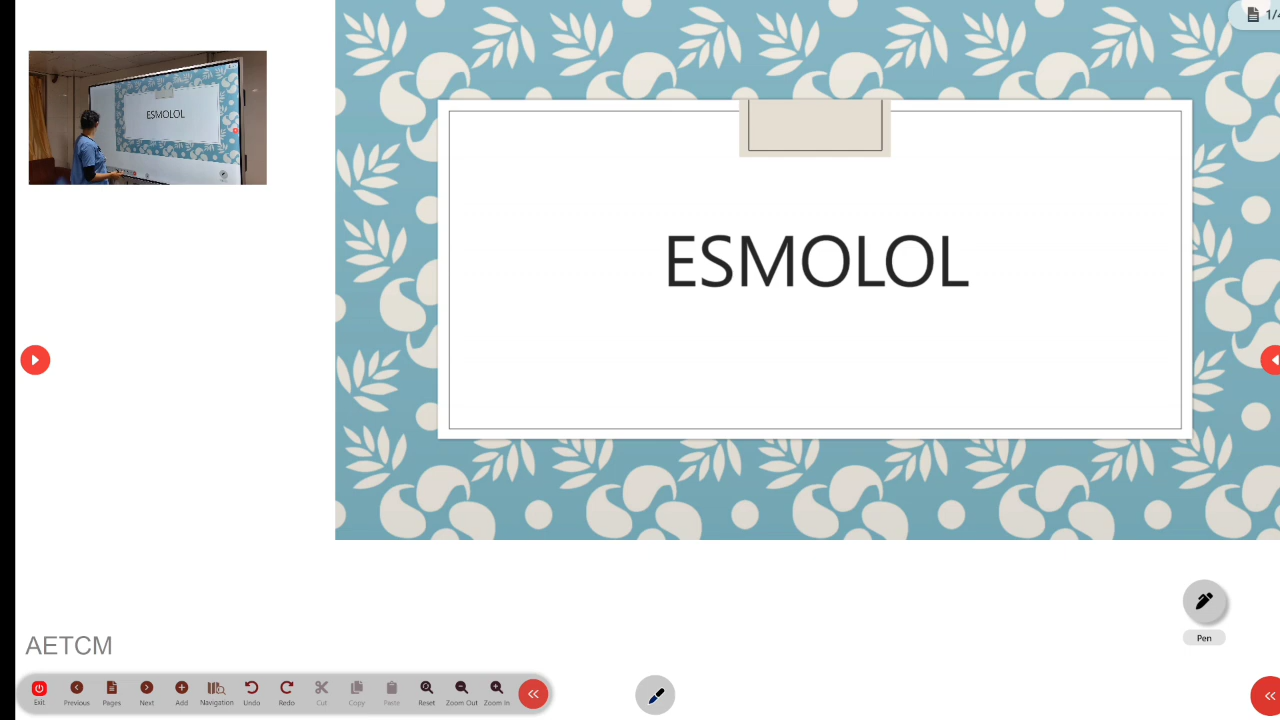 1/4
ESMOLOL
ESMOLOL
Pen
AETCM
Exit Previous Pages Next Add Navigation Undo Redo Cut Copy Paste Reset Zoom Out Zoom In